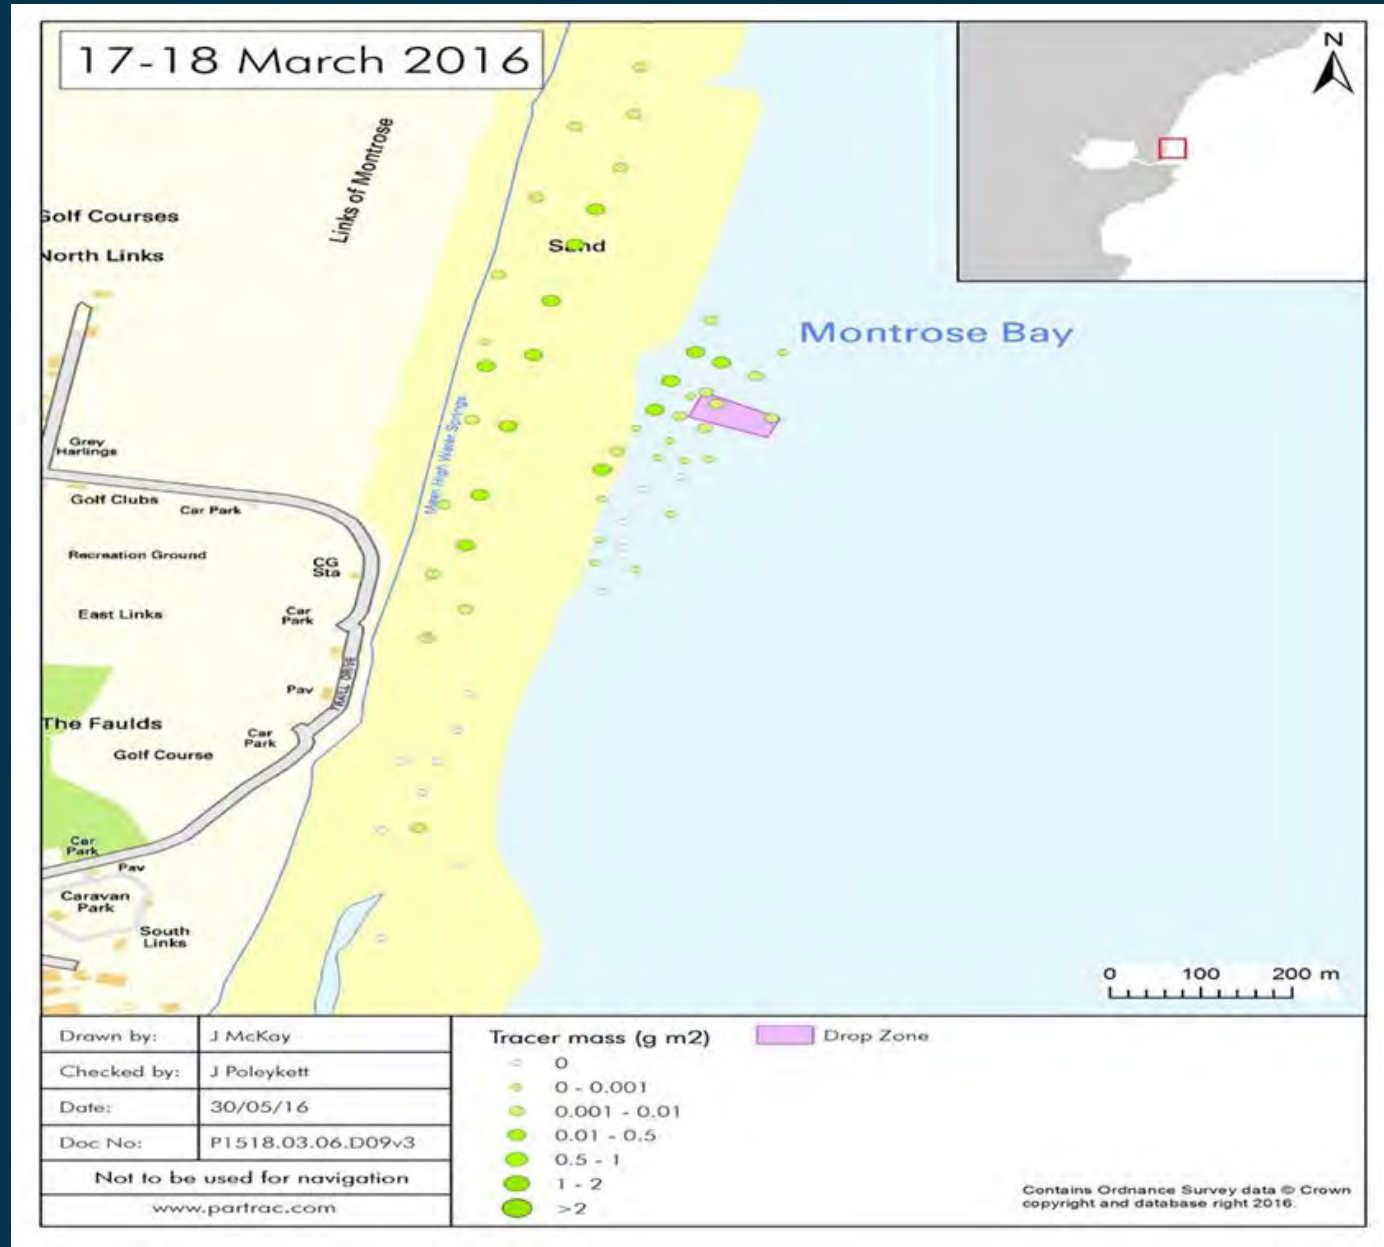 17-18 March 2016
N
Links of Montrose
Golf Courses
North Links
Sand
Montrose Bay
Mean High Water Springs
Grey
Harlings
Golf Clubs
Car Park
Recreation Ground
CG
Sta
East Links
Car
Park
TRAILL DRIVE
Pav
The Faulds
Car
Park
Golf Course
Car
Park
Pav
Caravan
Park
South
Links
0 100 200 m
Drawn by: J McKay
Checked by: J Poleykett
Date: 30/05/16
Doc No: P1518.03.06.D09v3
Not to be used for navigation
www.partrac.com
Tracer mass (g m2)
0
0 - 0.001
0.001 - 0.01
0.01 - 0.5
0.5 - 1
1 - 2
>2
Drop Zone
Contains Ordnance Survey data © Crown
copyright and database right 2016.